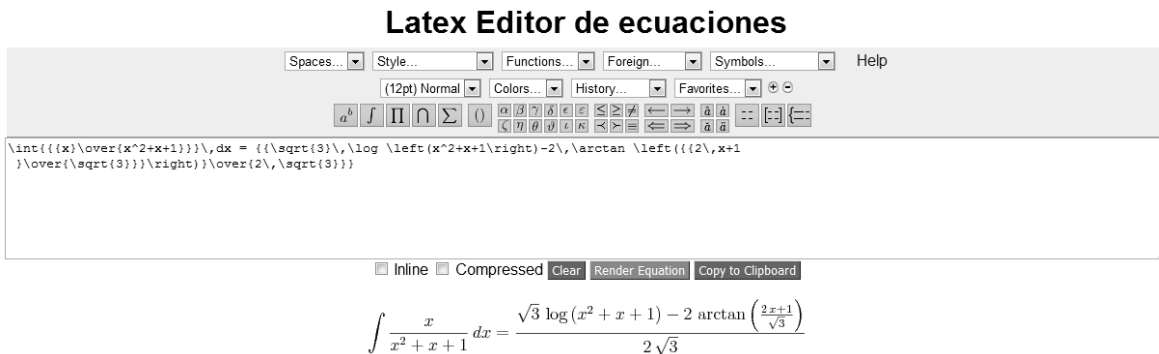 Latex Editor de ecuaciones
Spaces... Style... Functions... Foreign... Symbols... Help
(12pt) Normal Colors... History... Favorites...
a^b ∫ ∏ ∩ ∑ () α β γ δ ϵ ε ≤ ≥ ≠ ← → â ȧ
ζ η θ ϑ ι κ ≺ ≻ ≡ ⇐ ⇒ ǎ ä
\int{{{x}\over{x^2+x+1}}}\,dx = {{\sqrt{3}\,\log \left(x^2+x+1\right)-2\,\arctan \left({{2\,x+1
}\over{\sqrt{3}}}\right)}\over{2\,\sqrt{3}}}
Inline Compressed Clear Render Equation Copy to Clipboard
∫ x/(x² + x + 1) dx = (√3 log (x² + x + 1) − 2 arctan ((2 x+1)/√3))/(2 √3)